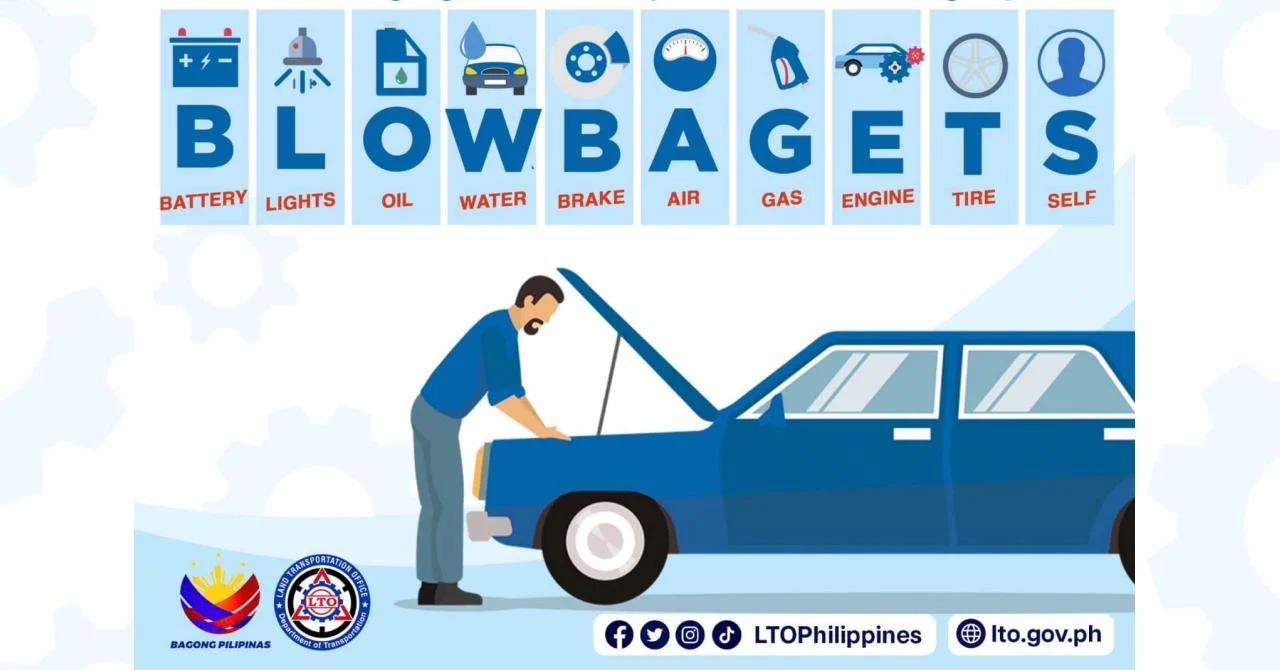 B L O W B A G E T S
BATTERY LIGHTS OIL WATER BRAKE AIR GAS ENGINE TIRE SELF
BAGONG PILIPINAS
LAND TRANSPORTATION OFFICE
LTO
Department of Transportation
LTOPhilippines
lto.gov.ph